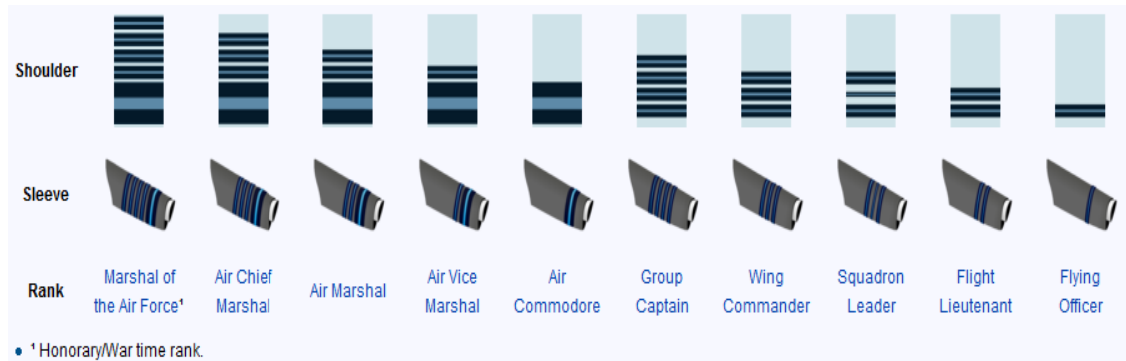 Shoulder
Sleeve
Rank
Marshal of
the Air Force¹
Air Chief
Marshal
Air Marshal
Air Vice
Marshal
Air
Commodore
Group
Captain
Wing
Commander
Squadron
Leader
Flight
Lieutenant
Flying
Officer
• ¹ Honorary/War time rank.